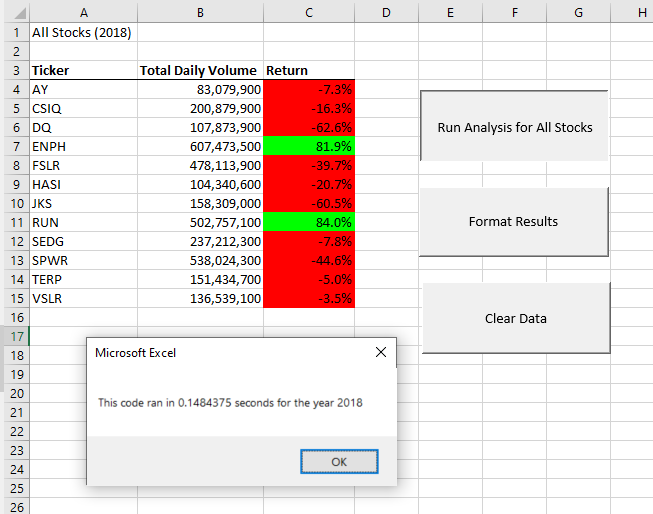 A B C D E F G H
1 All Stocks (2018)
2
3 Ticker Total Daily Volume Return
4 AY 83,079,900 -7.3%
5 CSIQ 200,879,900 -16.3%
6 DQ 107,873,900 -62.6%
7 ENPH 607,473,500 81.9%
8 FSLR 478,113,900 -39.7%
9 HASI 104,340,600 -20.7%
10 JKS 158,309,000 -60.5%
11 RUN 502,757,100 84.0%
12 SEDG 237,212,300 -7.8%
13 SPWR 538,024,300 -44.6%
14 TERP 151,434,700 -5.0%
15 VSLR 136,539,100 -3.5%
16
17
18
19
20
21
22
23
24
25
26
Run Analysis for All Stocks
Format Results
Clear Data
Microsoft Excel
This code ran in 0.1484375 seconds for the year 2018
OK